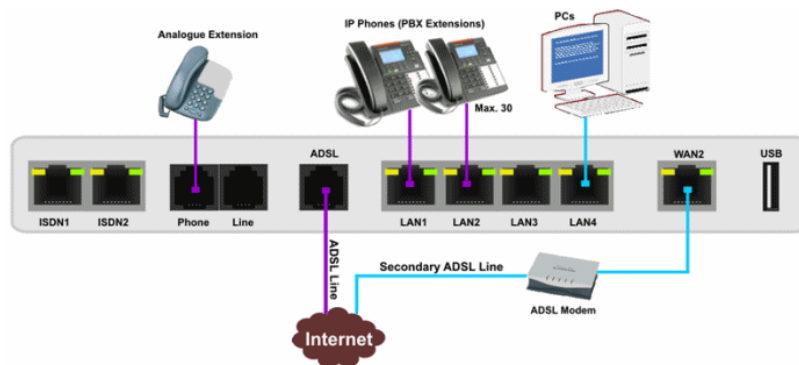 Analogue Extension
IP Phones (PBX Extensions)
PCs
Max. 30
ADSL
WAN2
USB
ISDN1
ISDN2
Phone
Line
LAN1
LAN2
LAN3
LAN4
ADSL Line
Secondary ADSL Line
ADSL Modem
Internet